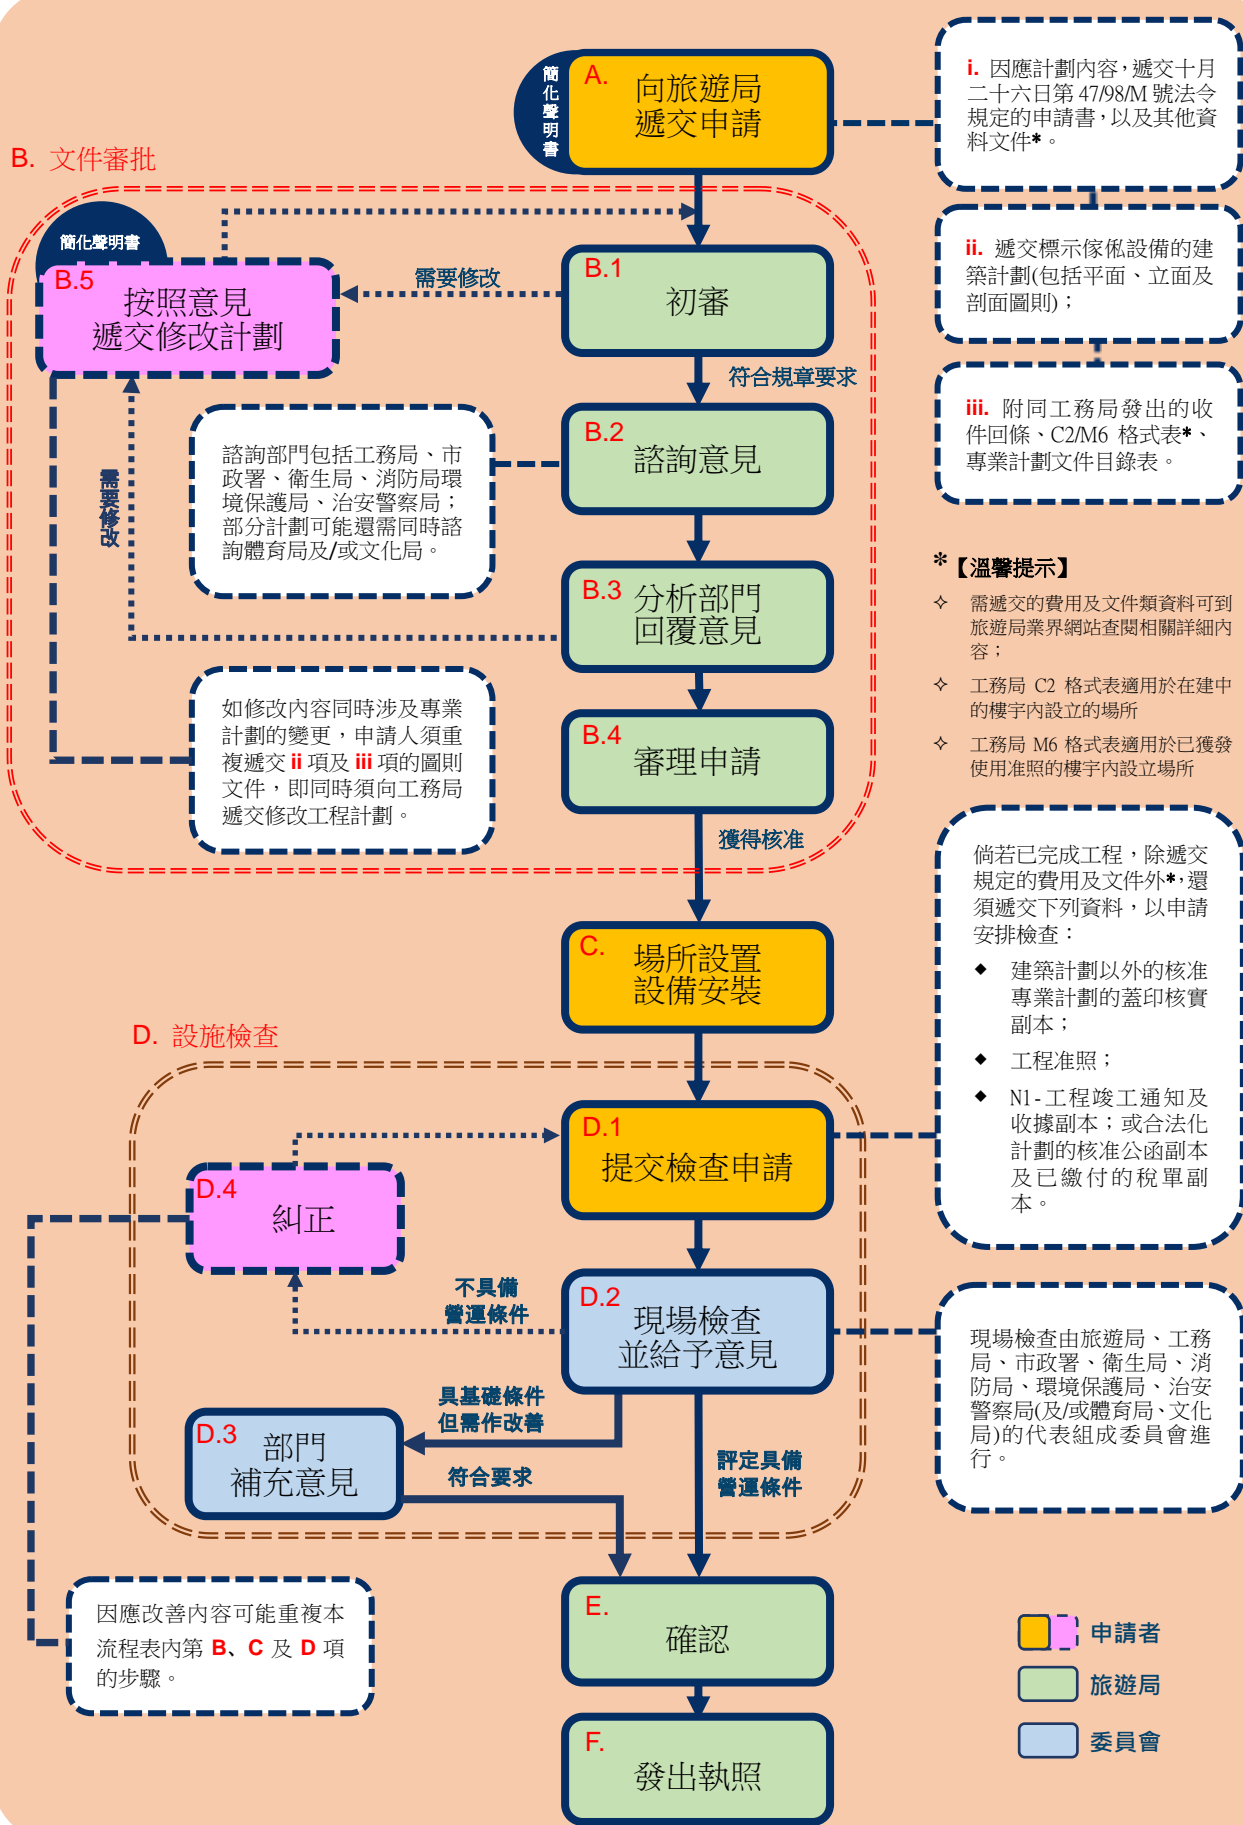 簡化聲明書
A.
向旅遊局
遞交申請
i. 因應計劃內容，遞交十月
二十六日第 47/98/M 號法令
規定的申請書，以及其他資
料文件*。
ii. 遞交標示傢俬設備的建
築計劃(包括平面、立面及
剖面圖則)；
iii. 附同工務局發出的收
件回條、C2/M6 格式表*、
專業計劃文件目錄表。
B. 文件審批
簡化聲明書
B.5
按照意見
遞交修改計劃
需要修改
B.1
初審
符合規章要求
B.2
諮詢意見
諮詢部門包括工務局、市
政署、衛生局、消防局環
境保護局、治安警察局；
部分計劃可能還需同時諮
詢體育局及/或文化局。
需要修改
B.3
分析部門
回覆意見
如修改內容同時涉及專業
計劃的變更，申請人須重
複遞交 ii 項及 iii 項的圖則
文件，即同時須向工務局
遞交修改工程計劃。
B.4
審理申請
獲得核准
*【溫馨提示】
✧ 需遞交的費用及文件類資料可到
旅遊局業界網站查閱相關詳細內
容；
✧ 工務局 C2 格式表適用於在建中
的樓宇內設立的場所
✧ 工務局 M6 格式表適用於已獲發
使用准照的樓宇內設立場所
C.
場所設置
設備安裝
倘若已完成工程，除遞交
規定的費用及文件外*，還
須遞交下列資料，以申請
安排檢查：
◆ 建築計劃以外的核准
專業計劃的蓋印核實
副本；
◆ 工程准照；
◆ N1-工程竣工通知及
收據副本；或合法化
計劃的核准公函副本
及已繳付的稅單副
本。
D. 設施檢查
D.1
提交檢查申請
D.4
糾正
不具備
營運條件
D.2
現場檢查
並給予意見
現場檢查由旅遊局、工務
局、市政署、衛生局、消
防局、環境保護局、治安
警察局(及/或體育局、文化
局)的代表組成委員會進
行。
具基礎條件
但需作改善
D.3
部門
補充意見
符合要求
評定具備
營運條件
因應改善內容可能重複本
流程表內第 B、C 及 D 項
的步驟。
E.
確認
F.
發出執照
申請者
旅遊局
委員會